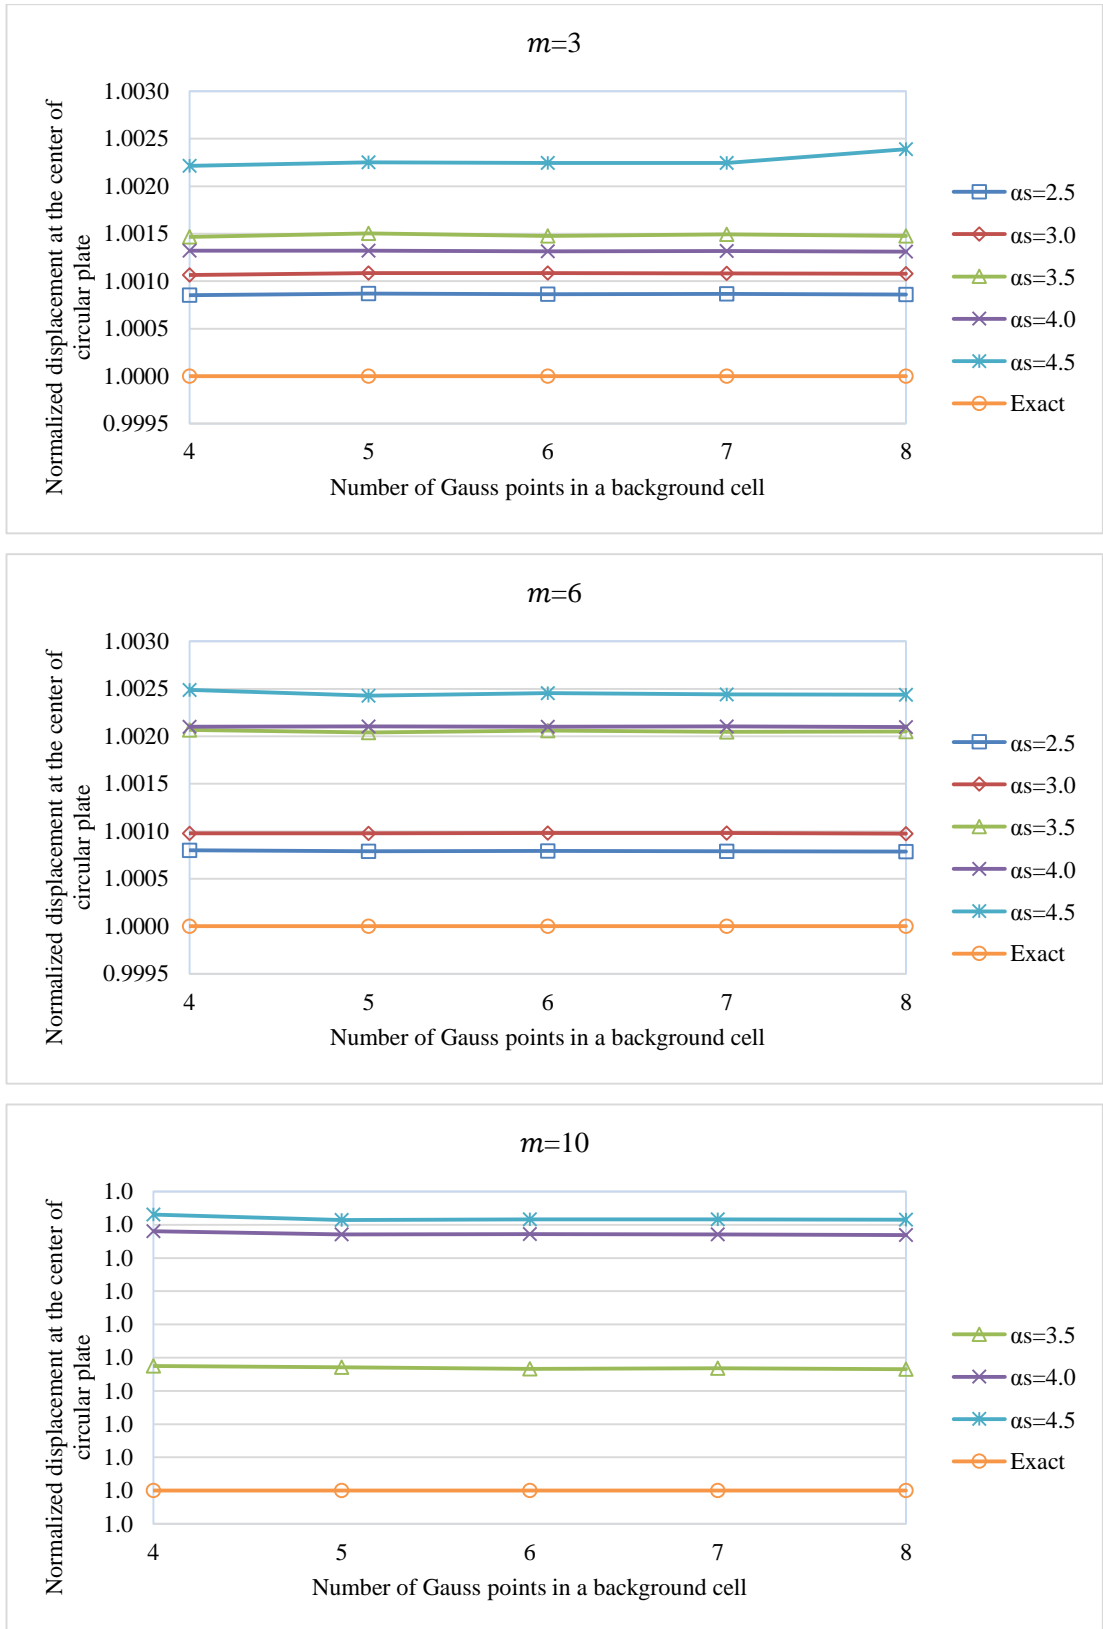 m=3
Normalized displacement at the center of
circular plate
1.0030
1.0025
1.0020
1.0015
1.0010
1.0005
1.0000
0.9995
4 5 6 7 8
Number of Gauss points in a background cell
αs=2.5
αs=3.0
αs=3.5
αs=4.0
αs=4.5
Exact
m=6
Normalized displacement at the center of
circular plate
1.0030
1.0025
1.0020
1.0015
1.0010
1.0005
1.0000
0.9995
4 5 6 7 8
Number of Gauss points in a background cell
αs=2.5
αs=3.0
αs=3.5
αs=4.0
αs=4.5
Exact
m=10
Normalized displacement at the center of
circular plate
1.0
1.0
1.0
1.0
1.0
1.0
1.0
1.0
1.0
1.0
1.0
4 5 6 7 8
Number of Gauss points in a background cell
αs=3.5
αs=4.0
αs=4.5
Exact